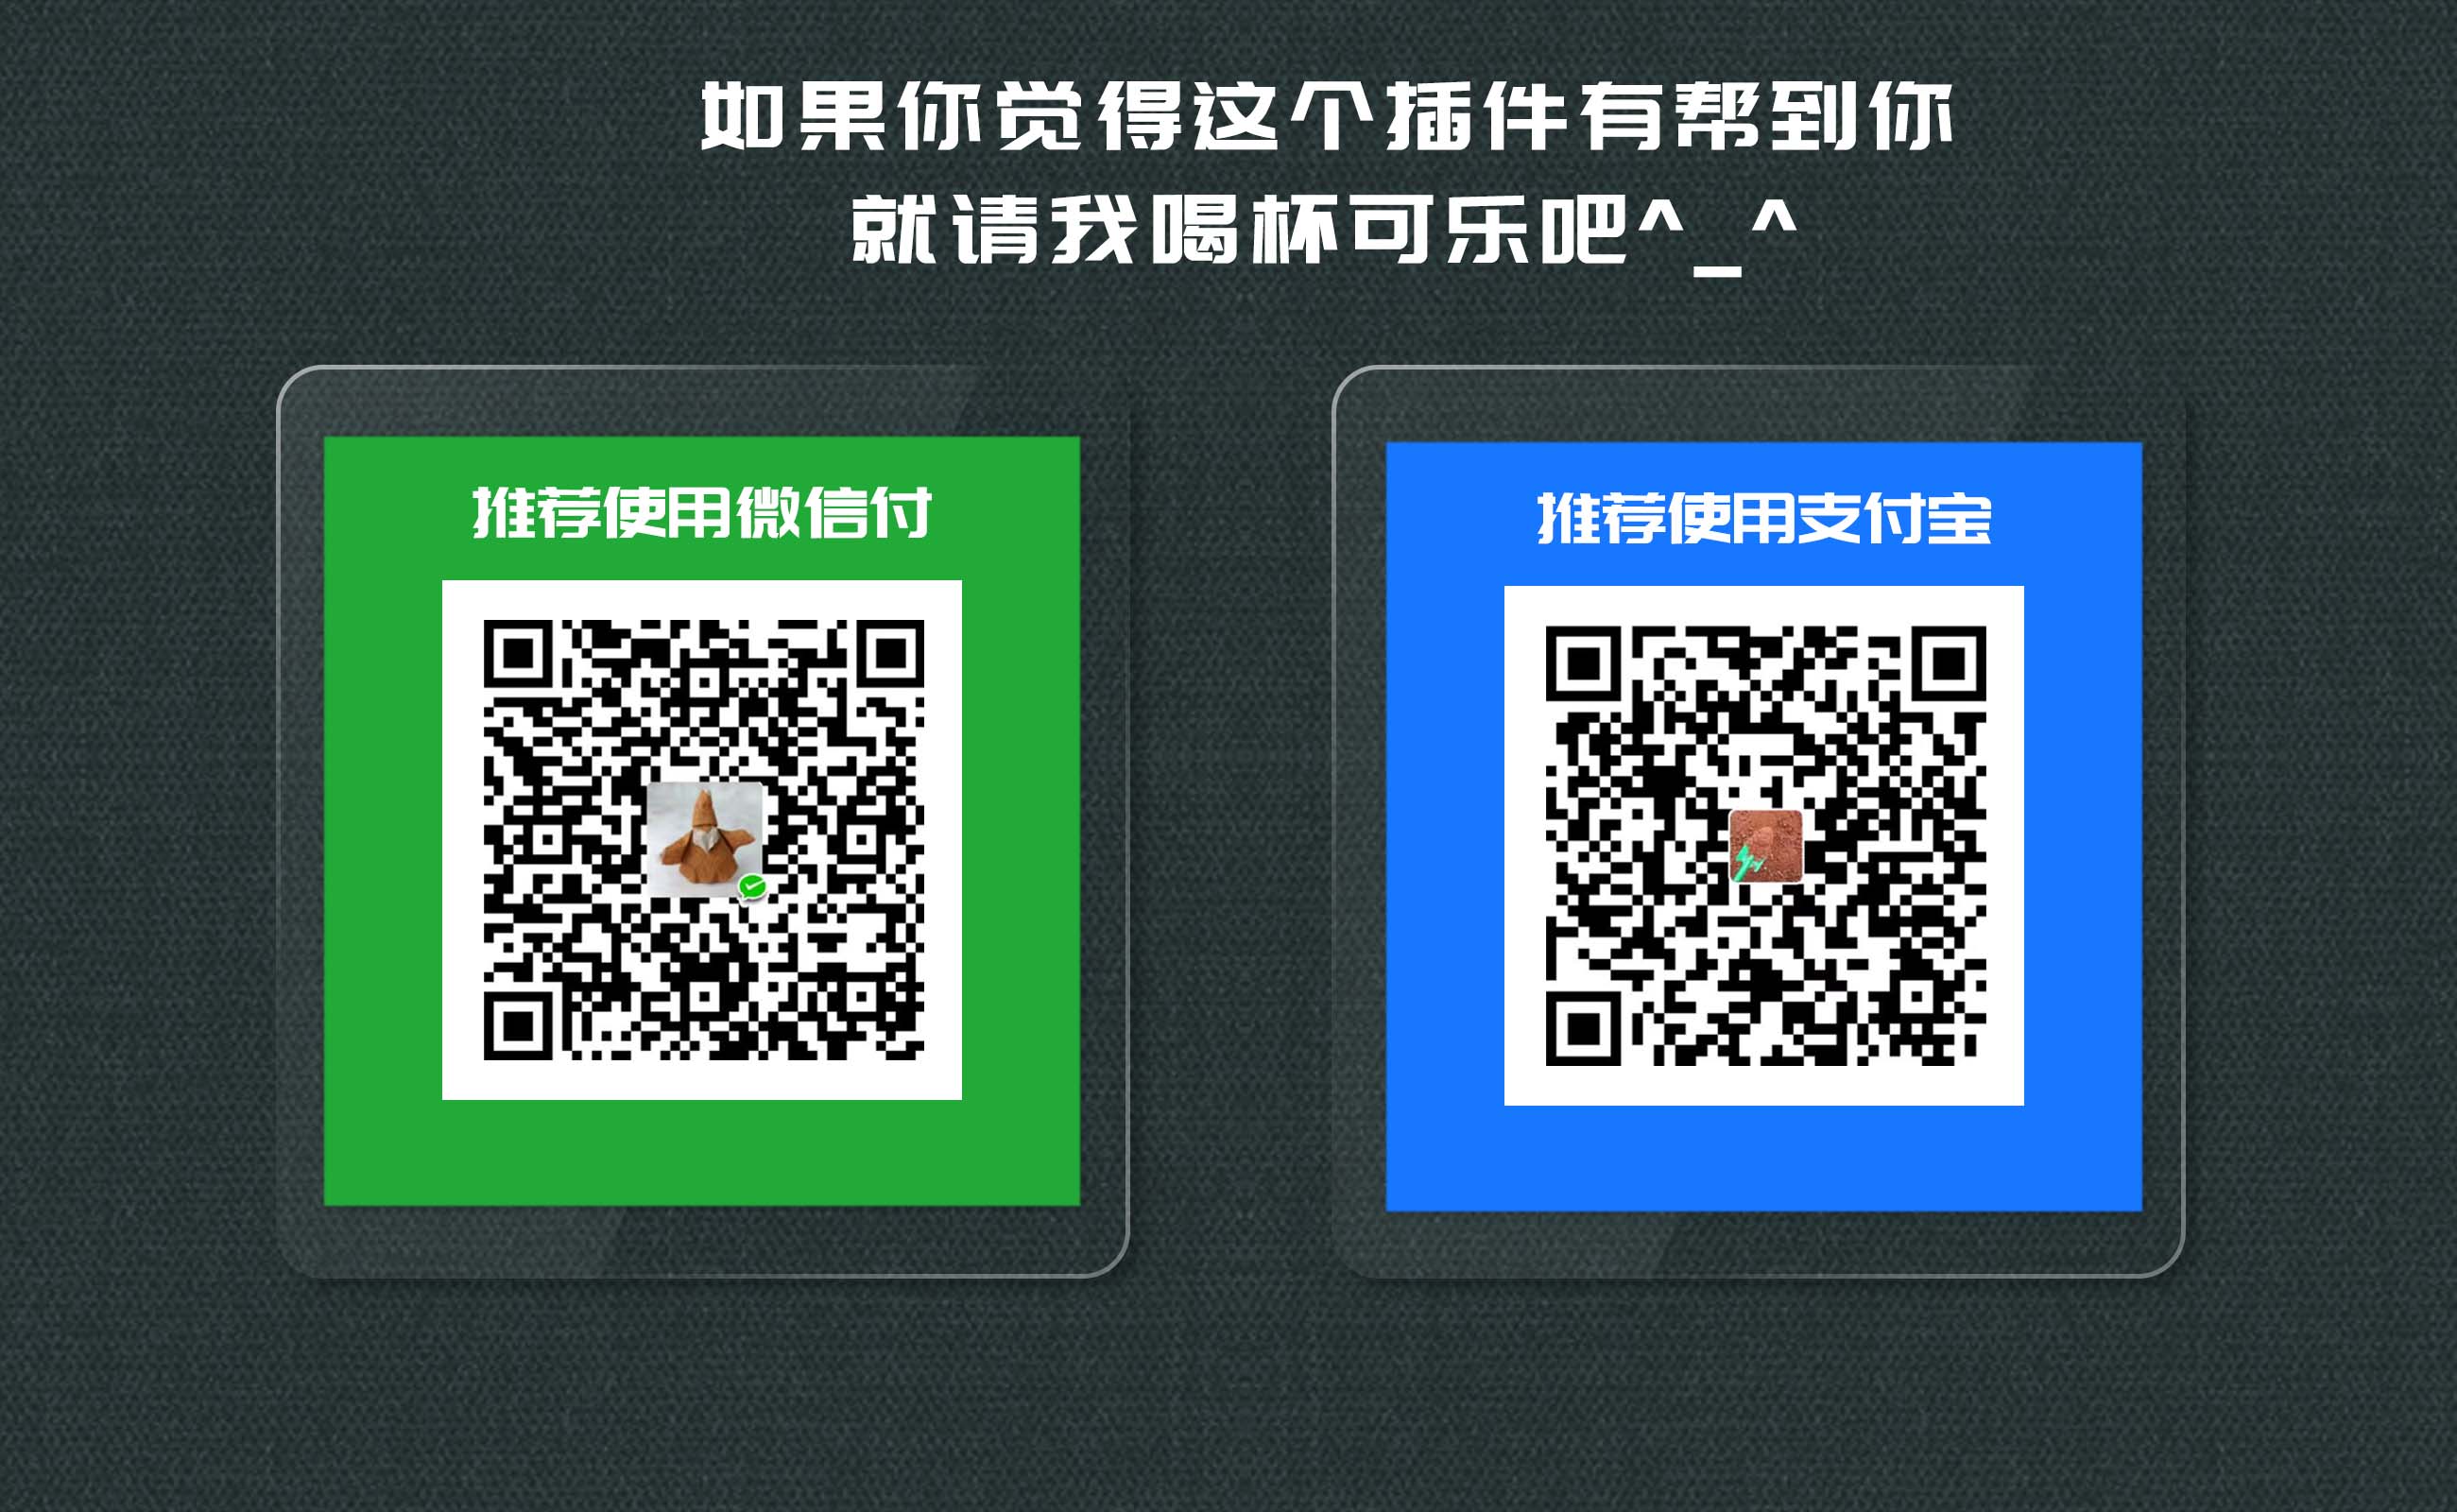 如果你觉得这个插件有帮到你
就请我喝杯可乐吧^_^
推荐使用微信付
推荐使用支付宝